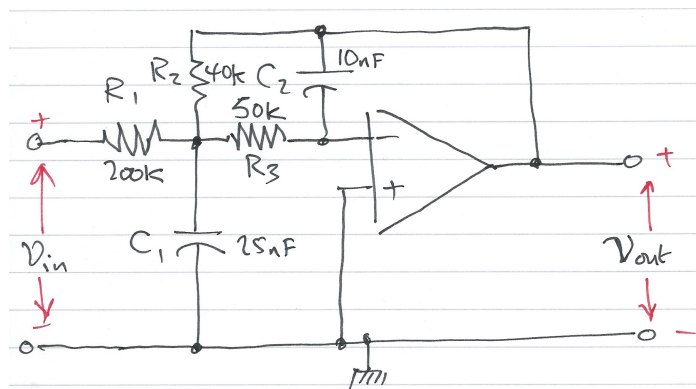 10nF
R2 40k C2
R1 50k
+ −
200k R3 +
+
C1 25nF
Vin Vout
− −